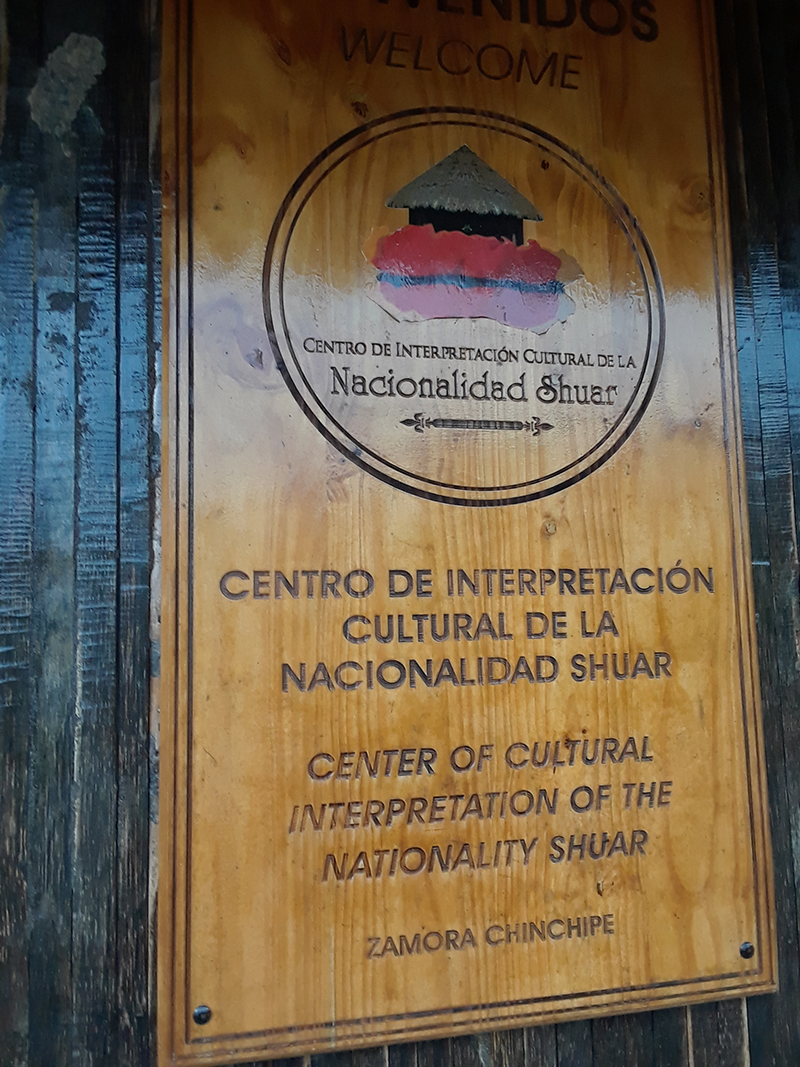 WELCOME
CENTRO DE INTERPRETACIÓN CULTURAL DE LA
Nacionalidad Shuar
CENTRO DE INTERPRETACIÓN
CULTURAL DE LA
NACIONALIDAD SHUAR
CENTER OF CULTURAL
INTERPRETATION OF THE
NATIONALITY SHUAR
ZAMORA CHINCHIPE